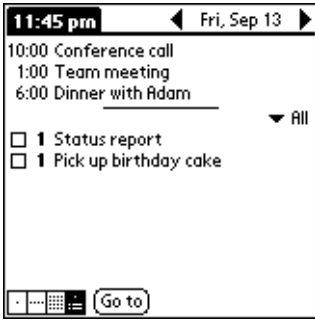 11:45 pm Fri, Sep 13
10:00 Conference call
1:00 Team meeting
6:00 Dinner with Adam
All
1 Status report
1 Pick up birthday cake
Go to